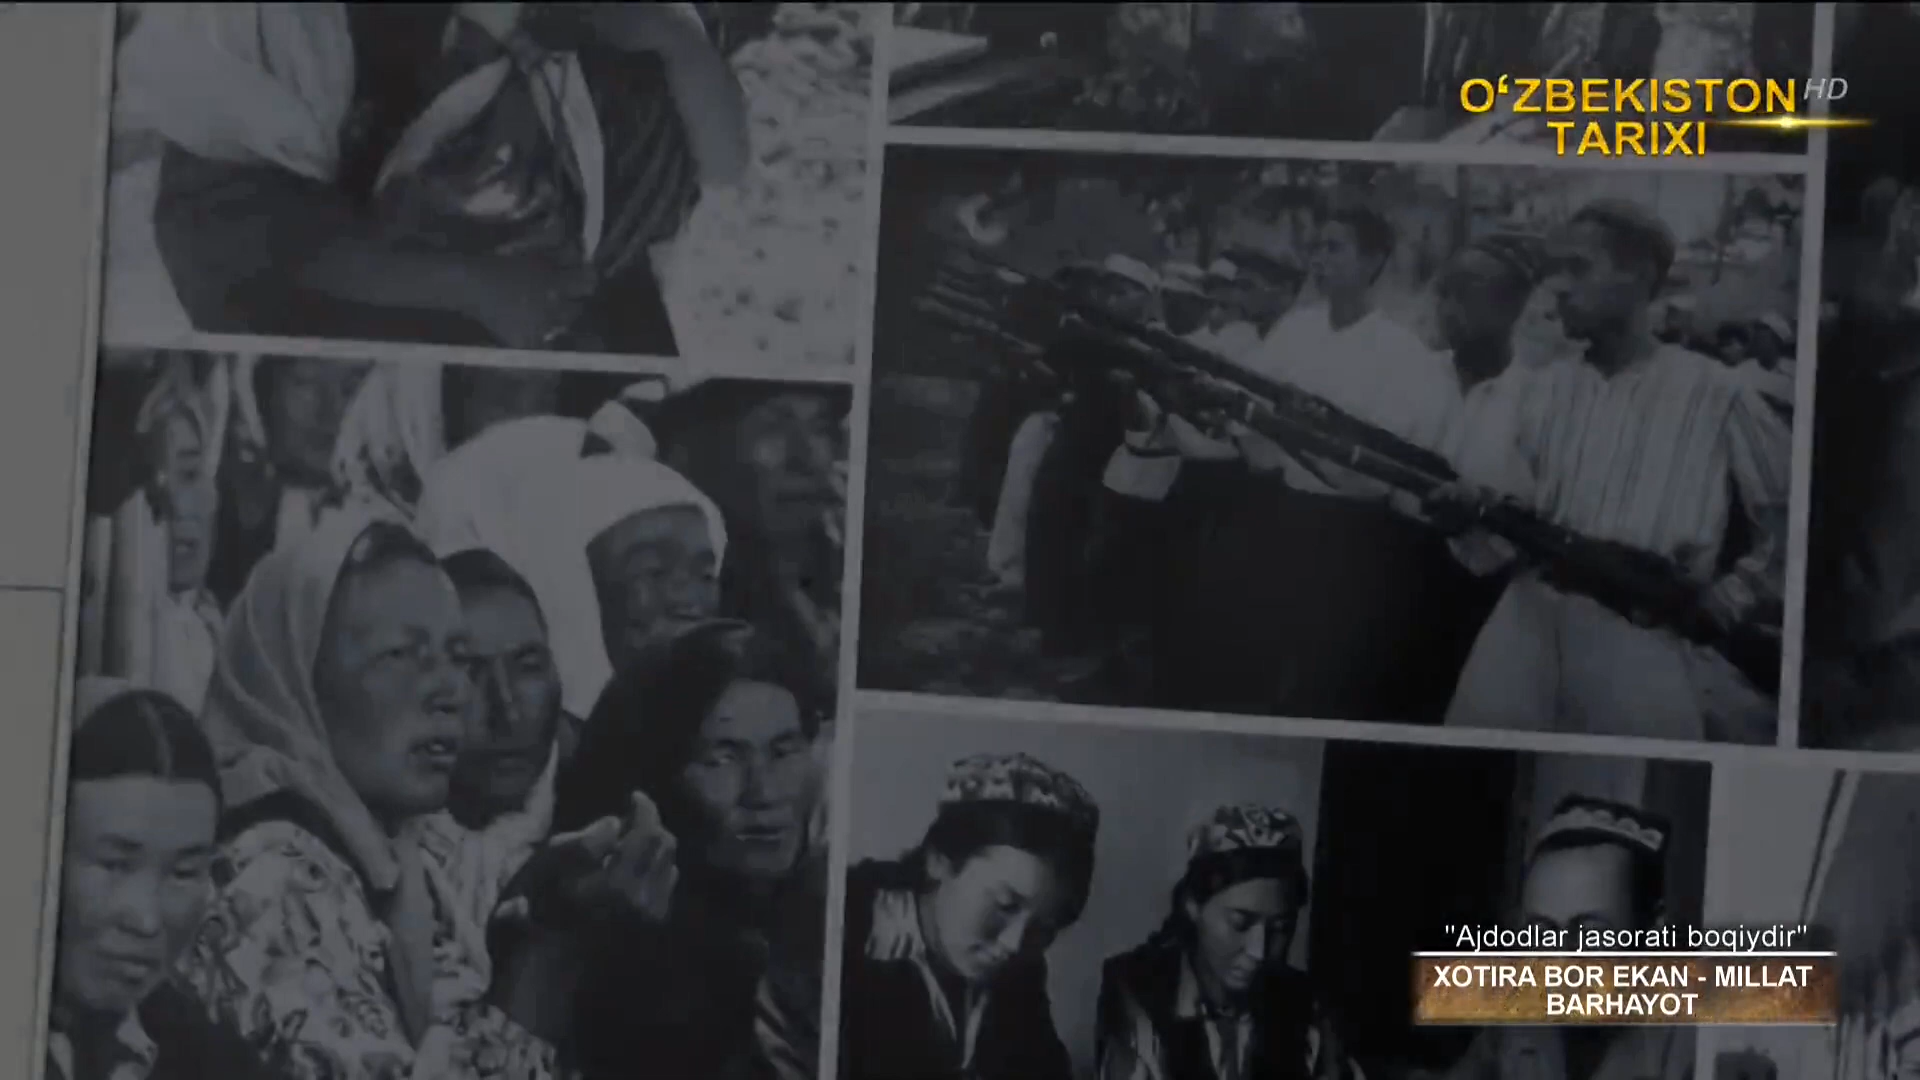 O‘ZBEKISTON HD
TARIXI
"Ajdodlar jasorati boqiydir"
XOTIRA BOR EKAN - MILLAT
BARHAYOT